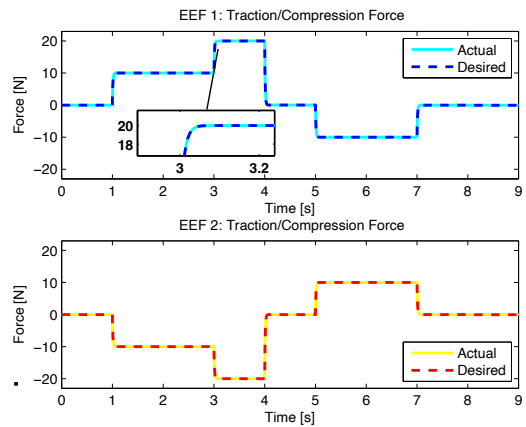 EEF 1: Traction/Compression Force
Force [N]
20
10
0
−10
−20
Actual
Desired
20
18
3
3.2
0 1 2 3 4 5 6 7 8 9
Time [s]
EEF 2: Traction/Compression Force
Force [N]
20
10
0
−10
−20
Actual
Desired
0 1 2 3 4 5 6 7 8 9
Time [s]